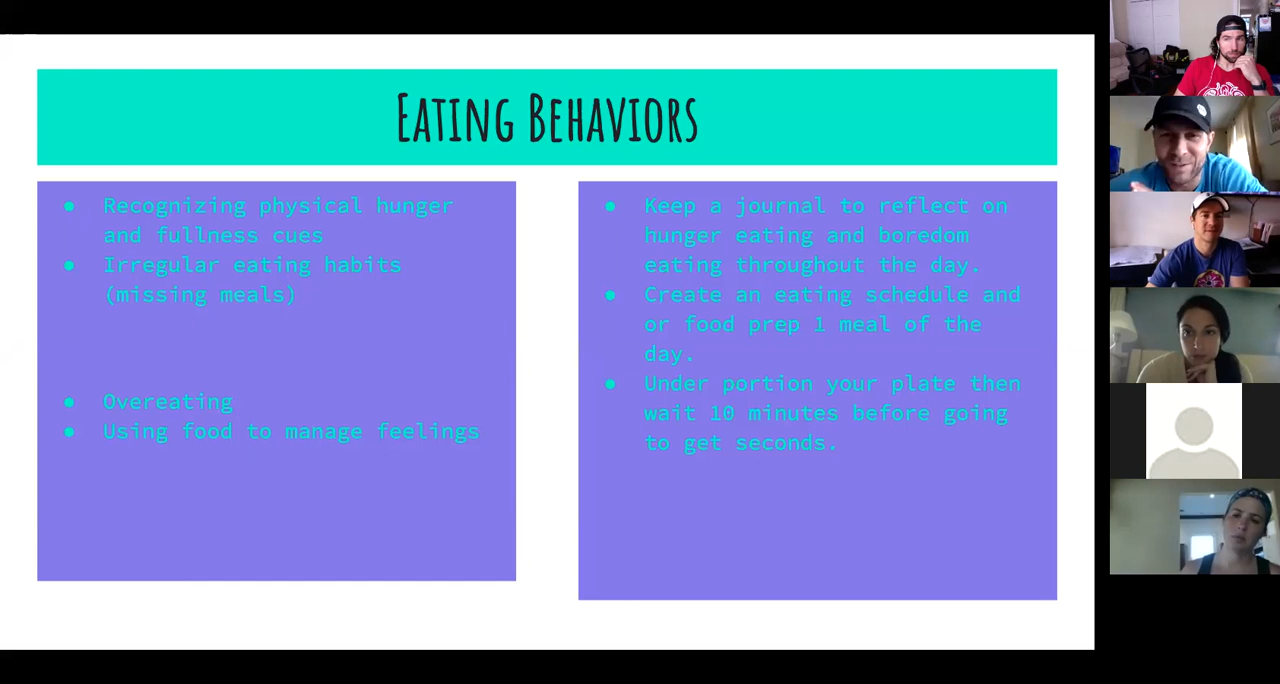 Eating Behaviors
● Recognizing physical hunger
and fullness cues
● Irregular eating habits
(missing meals)
● Overeating
● Using food to manage feelings
● Keep a journal to reflect on
hunger eating and boredom
eating throughout the day.
● Create an eating schedule and
or food prep 1 meal of the
day.
● Under portion your plate then
wait 10 minutes before going
to get seconds.